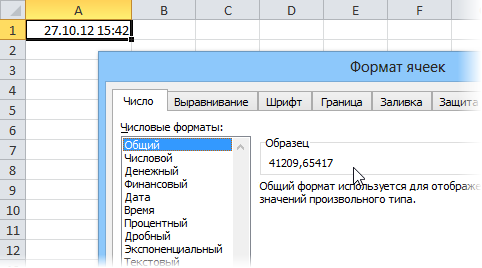 A B C D E F
1 27.10.12 15:42
2
3 Формат ячеек
4 Число Выравнивание Шрифт Граница Заливка Защита
5 Числовые форматы:
6 Общий Образец
7 Числовой 41209,65417
Денежный
8 Финансовый Общий формат используется для отображе
9 Дата значений произвольного типа.
Время
10 Процентный
11 Дробный
12 Экспоненциальный
Текстовый